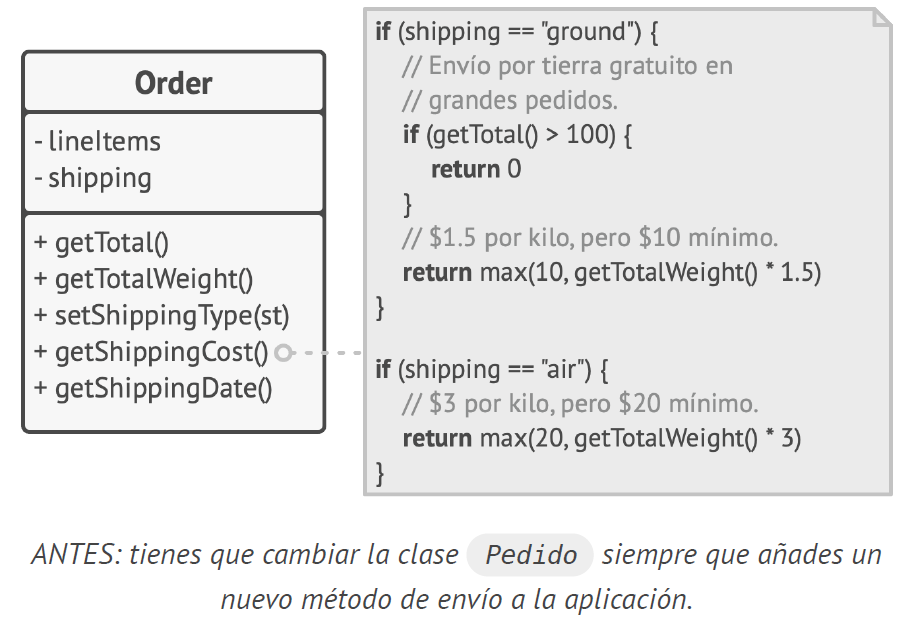 Order
- lineItems
- shipping
+ getTotal()
+ getTotalWeight()
+ setShippingType(st)
+ getShippingCost()
+ getShippingDate()
if (shipping == "ground") {
// Envío por tierra gratuito en
// grandes pedidos.
if (getTotal() > 100) {
return 0
}
// $1.5 por kilo, pero $10 mínimo.
return max(10, getTotalWeight() * 1.5)
}
if (shipping == "air") {
// $3 por kilo, pero $20 mínimo.
return max(20, getTotalWeight() * 3)
}
ANTES: tienes que cambiar la clase Pedido siempre que añades un
nuevo método de envío a la aplicación.